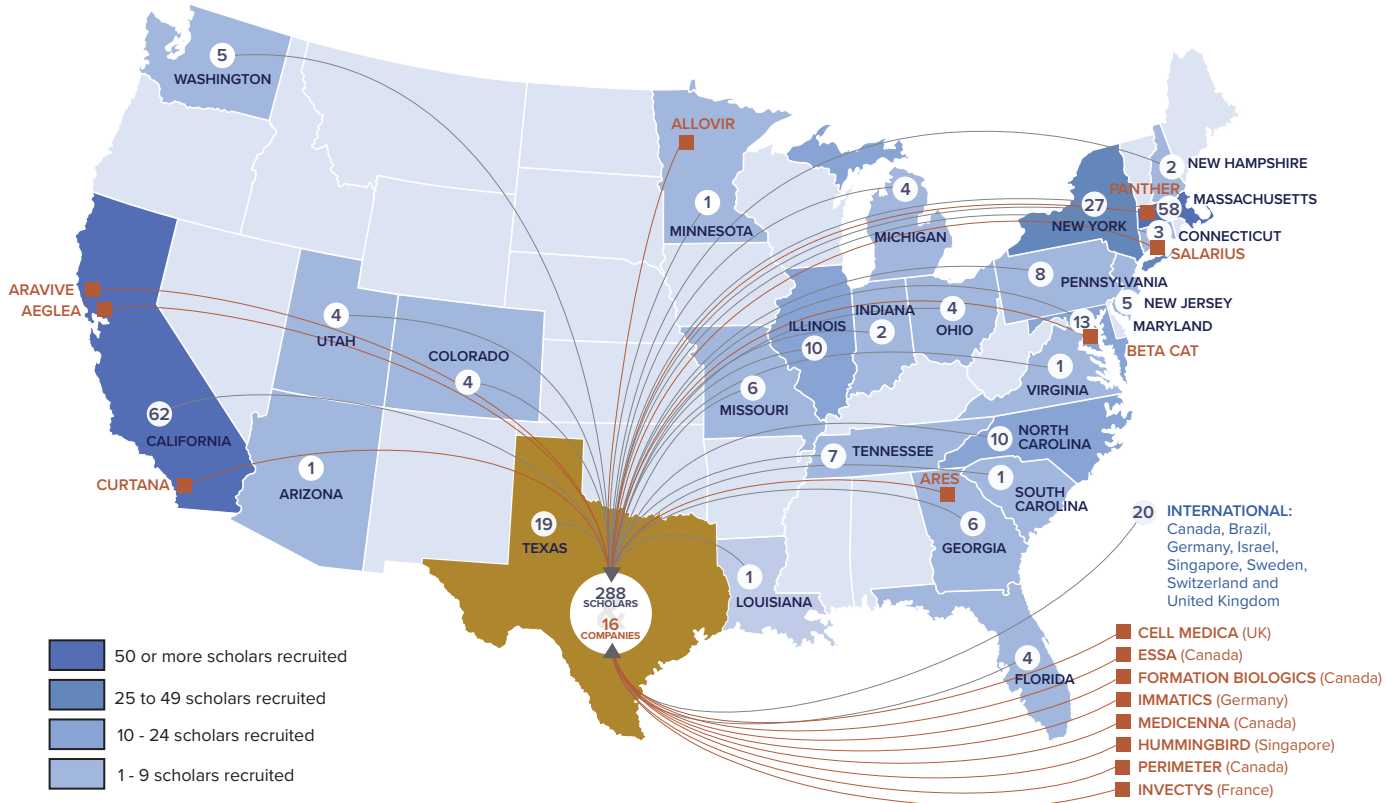 5
WASHINGTON
ALLOVIR
1
MINNESOTA
4
MICHIGAN
2
NEW HAMPSHIRE
PANTHER
27
NEW YORK
58
MASSACHUSETTS
3
CONNECTICUT
SALARIUS
8
PENNSYLVANIA
5
NEW JERSEY
13
MARYLAND
BETA CAT
ARAVIVE
AEGLEA
4
UTAH
COLORADO
4
ILLINOIS
10
INDIANA
2
4
OHIO
1
VIRGINIA
6
MISSOURI
62
CALIFORNIA
CURTANA
1
ARIZONA
10
NORTH
CAROLINA
7
TENNESSEE
ARES
1
SOUTH
CAROLINA
6
GEORGIA
19
TEXAS
1
LOUISIANA
288
SCHOLARS
&
16
COMPANIES
4
FLORIDA
20
INTERNATIONAL:
Canada, Brazil,
Germany, Israel,
Singapore, Sweden,
Switzerland and
United Kingdom
CELL MEDICA (UK)
ESSA (Canada)
FORMATION BIOLOGICS (Canada)
IMMATICS (Germany)
MEDICENNA (Canada)
HUMMINGBIRD (Singapore)
PERIMETER (Canada)
INVECTYS (France)
50 or more scholars recruited
25 to 49 scholars recruited
10 - 24 scholars recruited
1 - 9 scholars recruited